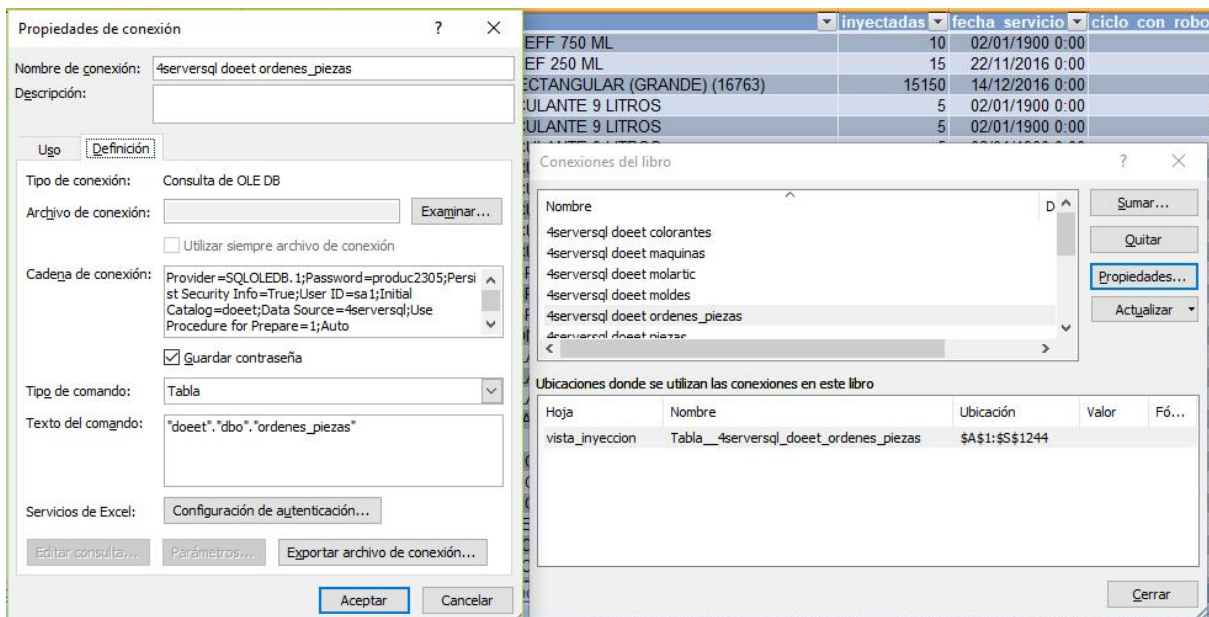 Propiedades de conexión ? ×
Nombre de conexión: 4serversql doeet ordenes_piezas
Descripción:
Uso Definición
Tipo de conexión: Consulta de OLE DB
Archivo de conexión: Examinar...
Utilizar siempre archivo de conexión
Cadena de conexión: Provider=SQLOLEDB.1;Password=produc2305;Persi
st Security Info=True;User ID=sa1;Initial
Catalog=doeet;Data Source=4serversql;Use
Procedure for Prepare=1;Auto
Guardar contraseña
Tipo de comando: Tabla
Texto del comando: "doeet"."dbo"."ordenes_piezas"
Servicios de Excel: Configuración de autenticación...
Editar consulta... Parámetros... Exportar archivo de conexión...
Aceptar Cancelar
inyectadas fecha servicio ciclo con robo
EFF 750 ML 10 02/01/1900 0:00
EF 250 ML 15 22/11/2016 0:00
ECTANGULAR (GRANDE) (16763) 15150 14/12/2016 0:00
CULANTE 9 LITROS 5 02/01/1900 0:00
CULANTE 9 LITROS 5 02/01/1900 0:00
Conexiones del libro ? ×
Nombre D
4serversql doeet colorantes
4serversql doeet maquinas
4serversql doeet molartic
4serversql doeet moldes
4serversql doeet ordenes_piezas
4serversql doeet piezas
Sumar...
Quitar
Propiedades...
Actualizar
Ubicaciones donde se utilizan las conexiones en este libro
Hoja Nombre Ubicación Valor Fó...
vista_inyeccion Tabla__4serversql_doeet_ordenes_piezas $A$1:$S$1244
Cerrar